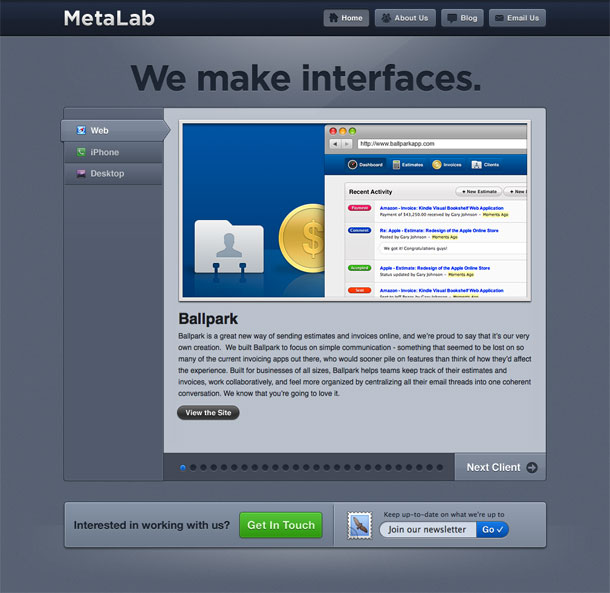 MetaLab
Home
About Us
Blog
Email Us
We make interfaces.
Web
iPhone
Desktop
http://www.ballparkapp.com
Dashboard
Estimates
Invoices
Clients
Recent Activity
+ New Estimate
+ New
Amazon - Invoice: Kindle Visual Bookshelf Web Application
Payment of $43,250.00 received by Gary Johnson - Moments Ago
Comment
Re: Apple - Estimate: Redesign of the Apple Online Store
Posted by Gary Johnson - Moments Ago
We got it! Congratulations guys!
Accepted
Apple - Estimate: Redesign of the Apple Online Store
Status updated by Gary Johnson - Moments Ago
Sent
Amazon - Invoice: Kindle Visual Bookshelf Web Application
Ballpark
Ballpark is a great new way of sending estimates and invoices online, and we're proud to say that it's our very
own creation. We built Ballpark to focus on simple communication - something that seemed to be lost on so
many of the current invoicing apps out there, who would sooner pile on features than think of how they'd affect
the experience. Built for businesses of all sizes, Ballpark helps teams keep track of their estimates and
invoices, work collaboratively, and feel more organized by centralizing all their email threads into one coherent
conversation. We know that you're going to love it.
View the Site
Next Client
Interested in working with us?
Get In Touch
Keep up-to-date on what we're up to
Join our newsletter
Go ✓